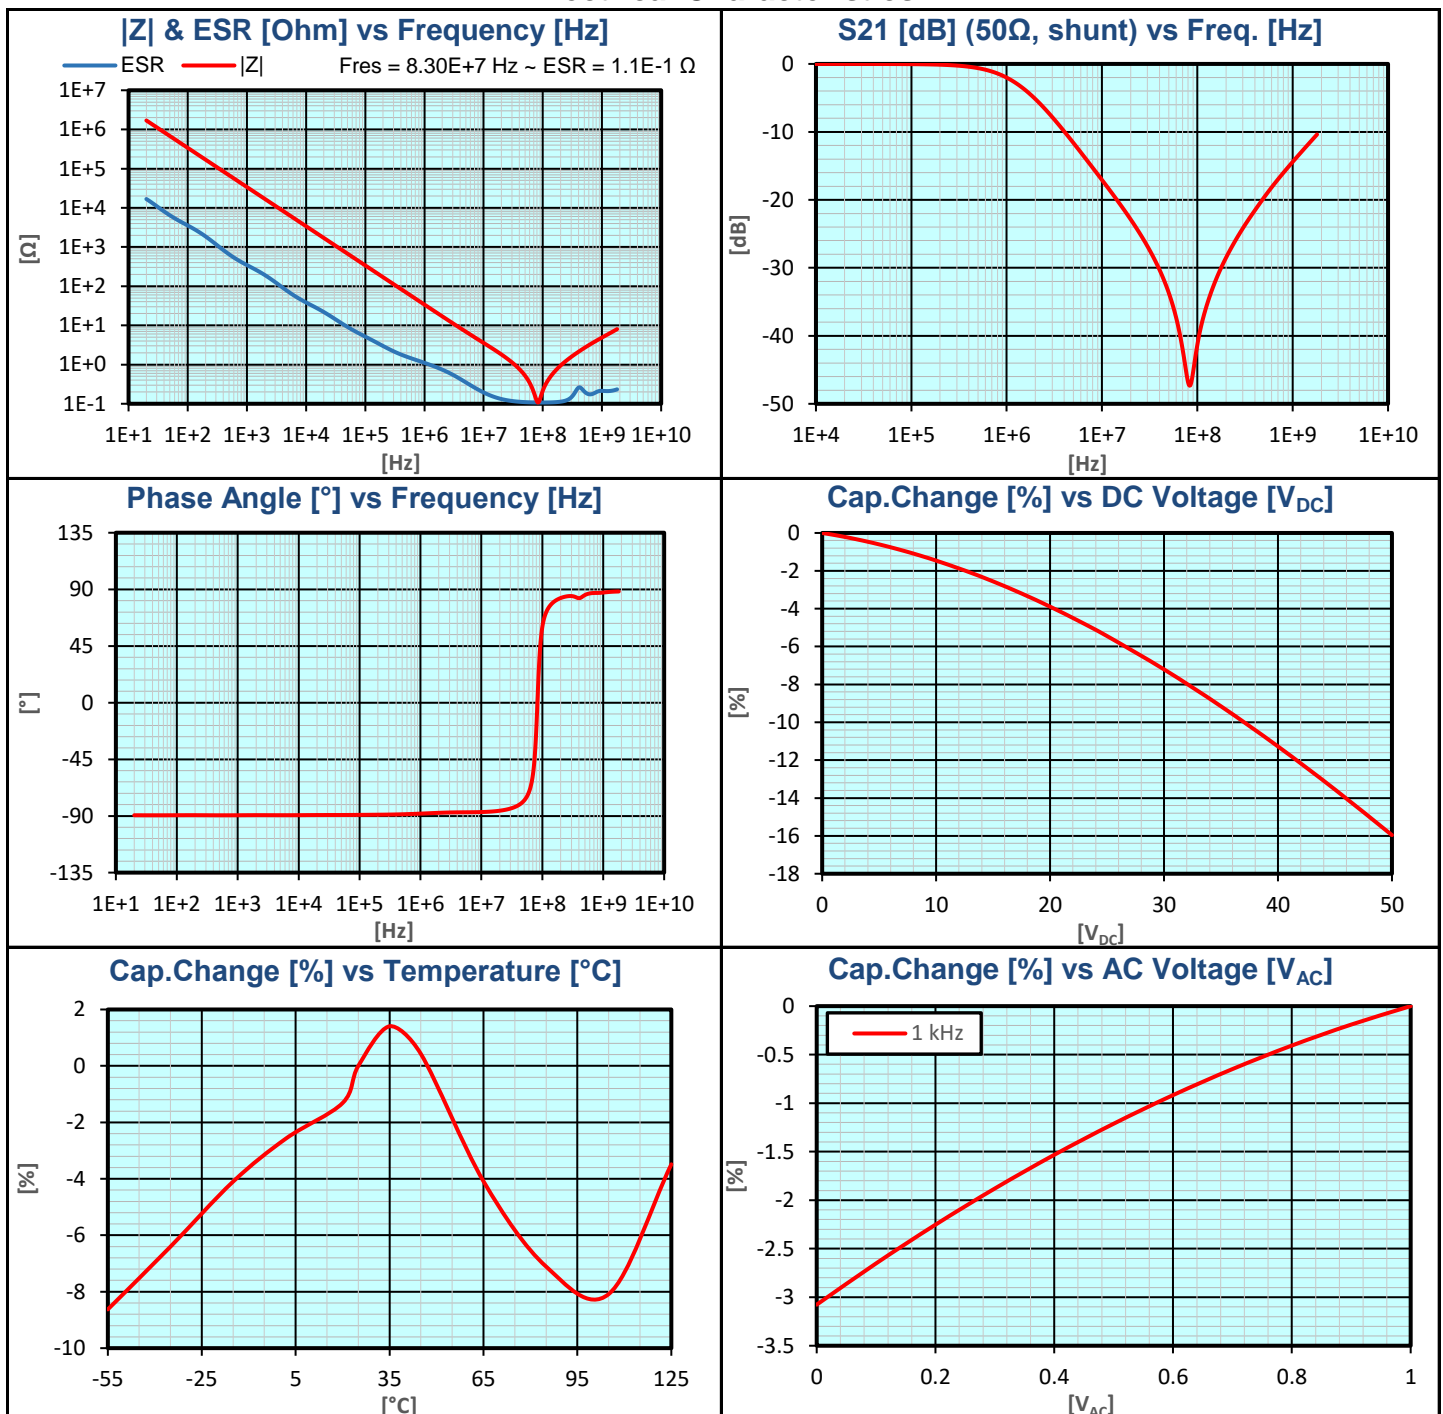 |Z| & ESR [Ohm] vs Frequency [Hz]
ESR |Z| Fres = 8.30E+7 Hz ~ ESR = 1.1E-1 Ω
1E+7
1E+6
1E+5
1E+4
1E+3
1E+2
1E+1
1E+0
1E-1
[Ω]
1E+1 1E+2 1E+3 1E+4 1E+5 1E+6 1E+7 1E+8 1E+9 1E+10
[Hz]
S21 [dB] (50Ω, shunt) vs Freq. [Hz]
0
-10
-20
-30
-40
-50
[dB]
1E+4 1E+5 1E+6 1E+7 1E+8 1E+9 1E+10
[Hz]
Phase Angle [°] vs Frequency [Hz]
135
90
45
0
-45
-90
-135
[°]
1E+1 1E+2 1E+3 1E+4 1E+5 1E+6 1E+7 1E+8 1E+9 1E+10
[Hz]
Cap.Change [%] vs DC Voltage [VDC]
0
-2
-4
-6
-8
-10
-12
-14
-16
-18
[%]
0 10 20 30 40 50
[VDC]
Cap.Change [%] vs Temperature [°C]
2
0
-2
-4
-6
-8
-10
[%]
-55 -25 5 35 65 95 125
[°C]
Cap.Change [%] vs AC Voltage [VAC]
1 kHz
0
-0.5
-1
-1.5
-2
-2.5
-3
-3.5
[%]
0 0.2 0.4 0.6 0.8 1
[VAC]